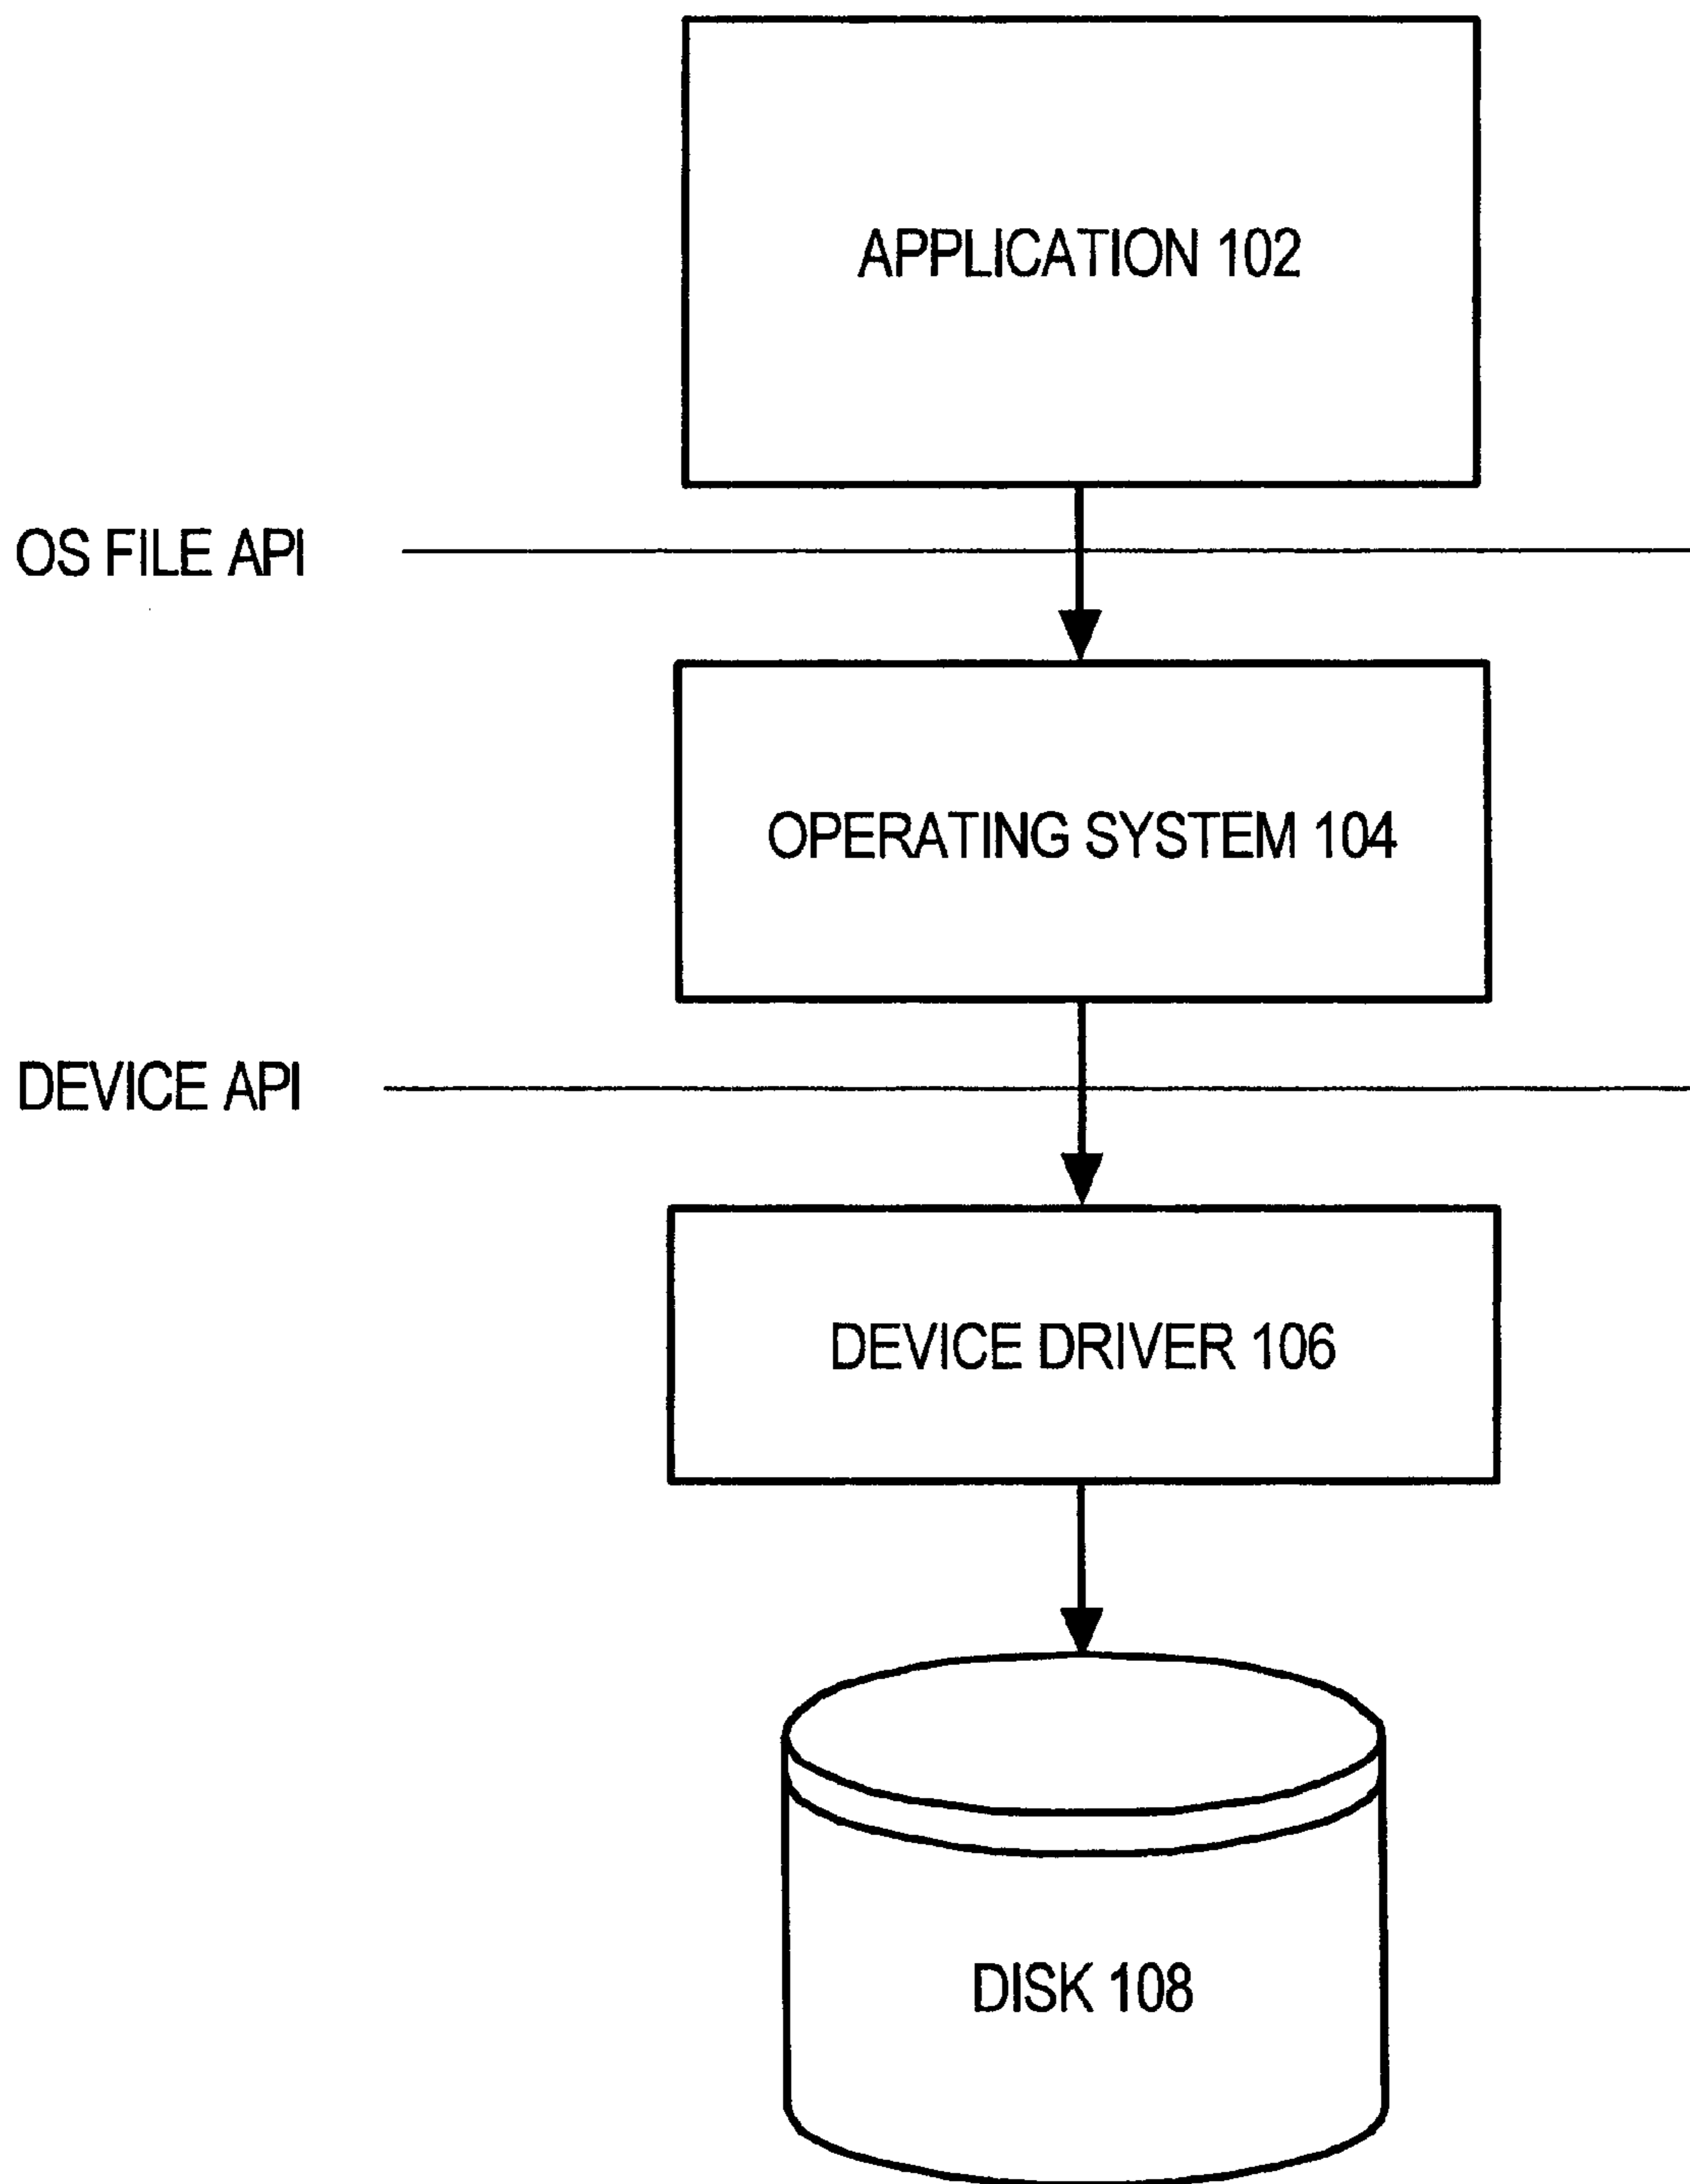 APPLICATION 102
OS FILE API
OPERATING SYSTEM 104
DEVICE API
DEVICE DRIVER 106
DISK 108